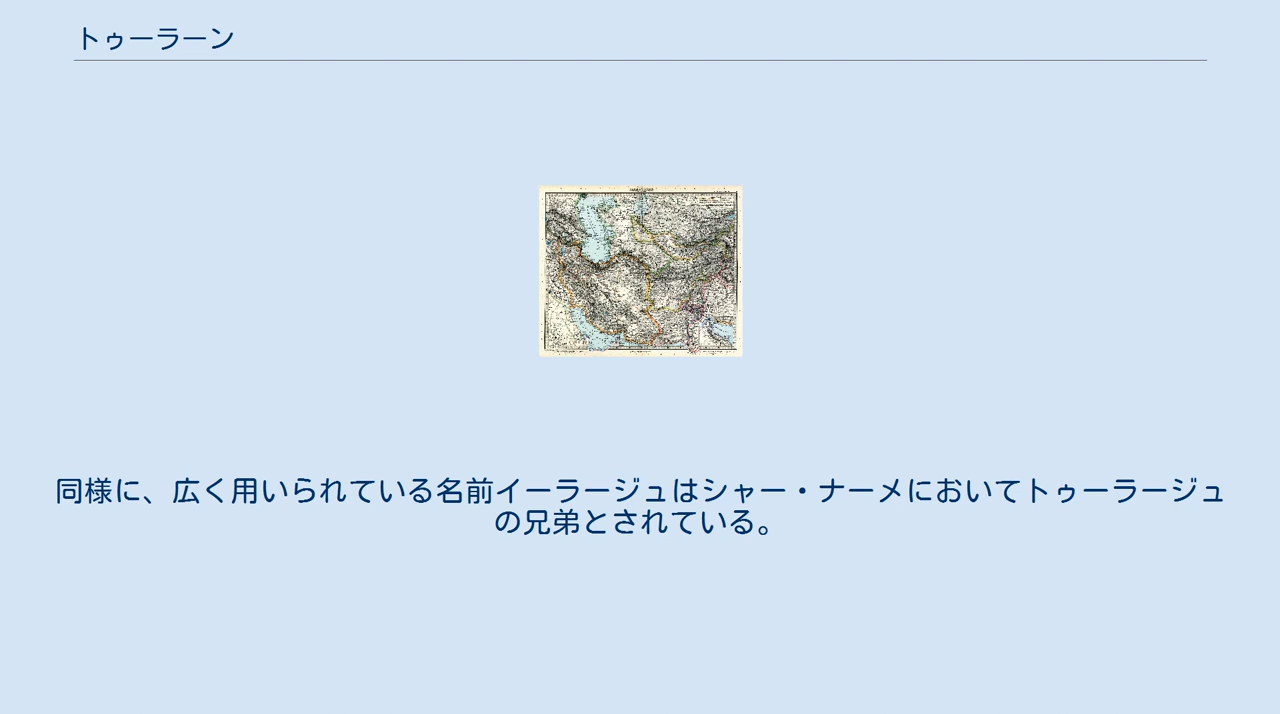 トゥーラーン
同様に、広く用いられている名前イーラージュはシャー・ナーメにおいてトゥーラージュ
の兄弟とされている。